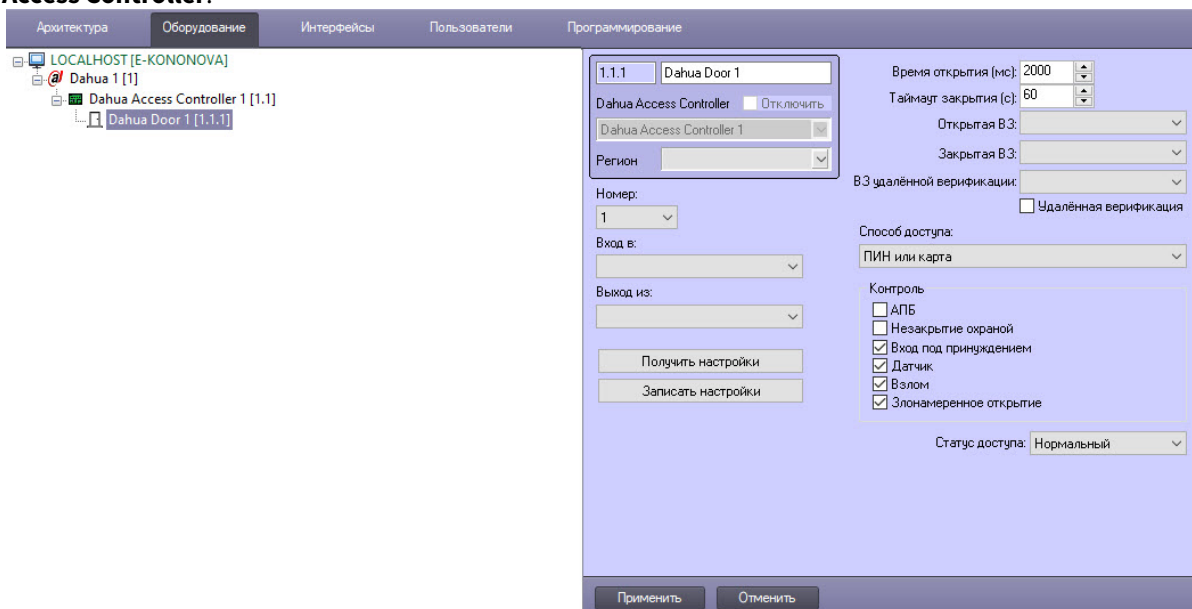 Access Controller.
Архитектура Оборудование Интерфейсы Пользователи Программирование
LOCALHOST [E-KONONOVA]
Dahua 1 [1]
Dahua Access Controller 1 [1.1]
Dahua Door 1 [1.1.1]
1.1.1 Dahua Door 1
Dahua Access Controller Отключить
Dahua Access Controller 1
Регион
Номер:
1
Вход в:
Выход из:
Получить настройки
Записать настройки
Время открытия (мс): 2000
Таймаут закрытия (с): 60
Открытая ВЗ:
Закрытая ВЗ:
ВЗ удалённой верификации:
Удалённая верификация
Способ доступа:
ПИН или карта
Контроль
АПБ
Незакрытие охраной
Вход под принуждением
Датчик
Взлом
Злонамеренное открытие
Статус доступа: Нормальный
Применить Отменить